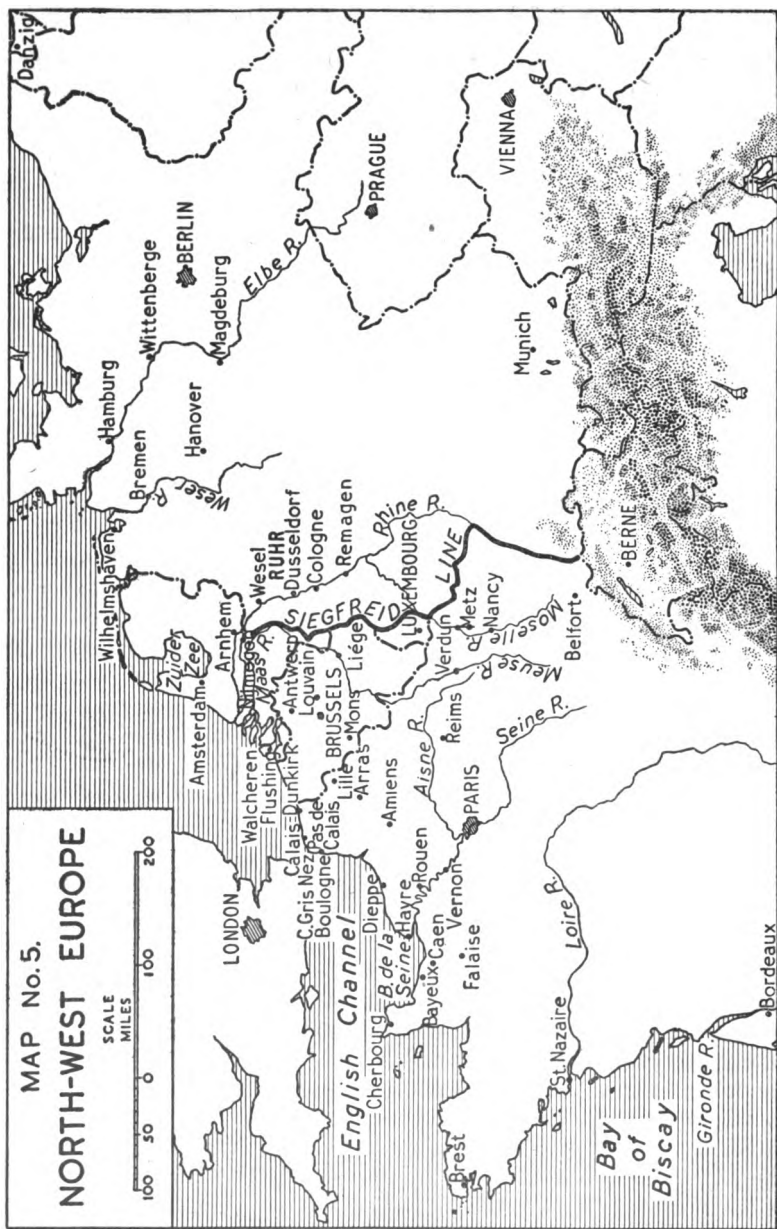 MAP No. 5.
NORTH-WEST EUROPE
SCALE
MILES
100 50 0 100 200
Danzig
Hamburg
Wilhelmshaven
Bremen
Wittenberge
BERLIN
Weser R.
Hanover
Magdeburg
Elbe R.
Zuider
Zee
Amsterdam
Arnhem
Nijmegen
Maas R.
Wesel
RUHR
Dusseldorf
Cologne
Remagen
Rhine R.
PRAGUE
LONDON
Walcheren
Flushing
Antwerp
Louvain
BRUSSELS
Liége
Mons
Calais
Dunkirk
C. Gris Nez
Pas de
Calais
Boulogne
Lille
Arras
Amiens
SIEGFREID
LINE
LUXEMBOURG
English Channel
Dieppe
Cherbourg
B. de la
Seine
Havre
Rouen
Bayeux
Caen
Vernon
Falaise
Aisne R.
Reims
PARIS
Seine R.
Verdun
Metz
Nancy
Moselle R.
Meuse R.
VIENNA
Munich
Belfort
BERNE
Brest
St. Nazaire
Loire R.
Bay
of
Biscay
Gironde R.
Bordeaux